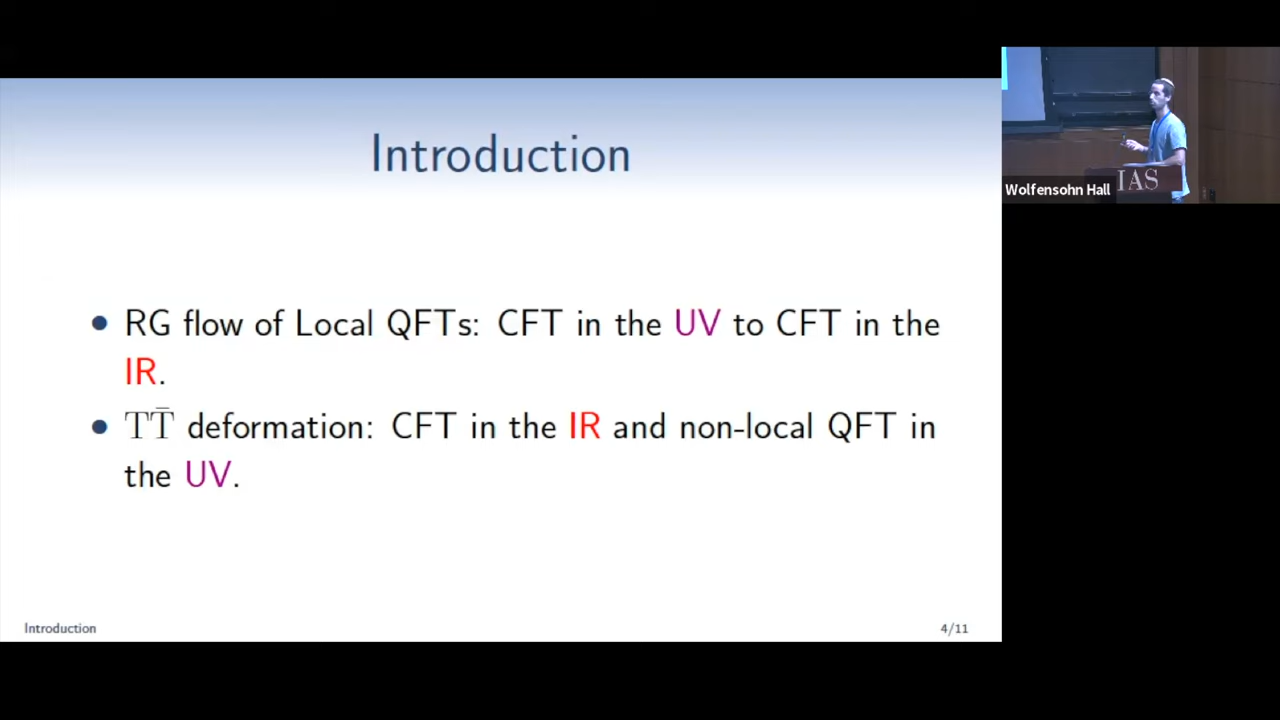 Introduction
• RG flow of Local QFTs: CFT in the UV to CFT in the
IR.
• TT̄ deformation: CFT in the IR and non-local QFT in
the UV.
Introduction
4/11
Wolfensohn Hall
IAS